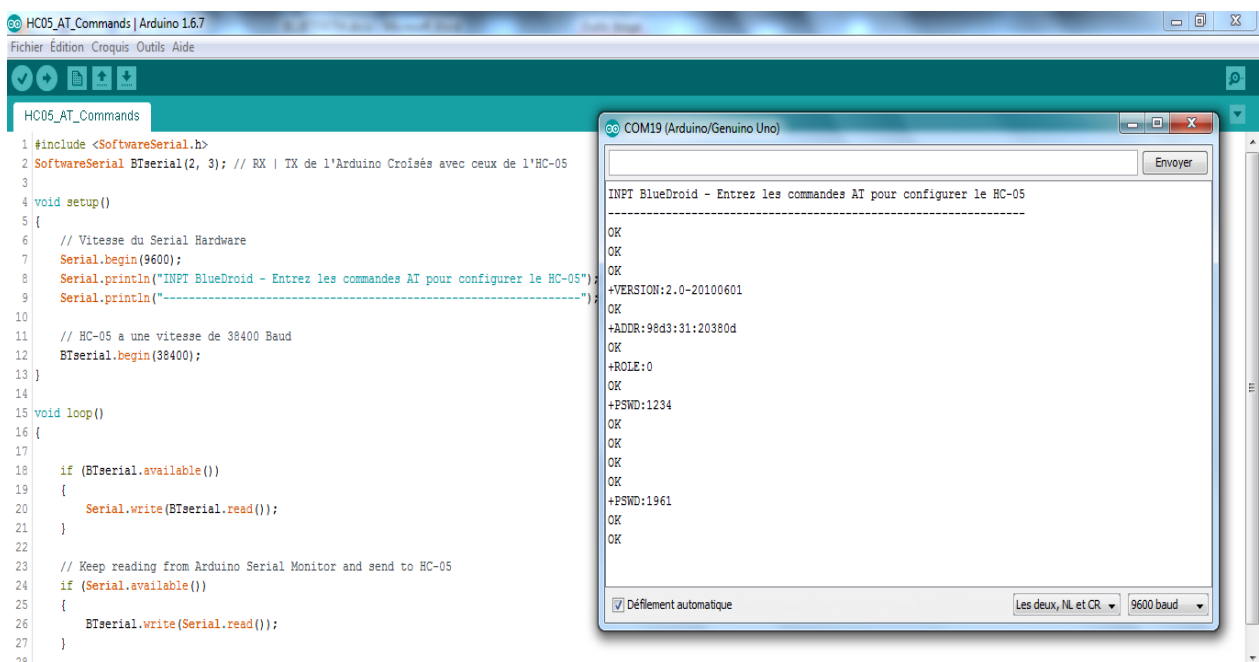 HC05_AT_Commands | Arduino 1.6.7
Fichier Édition Croquis Outils Aide
HC05_AT_Commands
1 #include <SoftwareSerial.h>
2 SoftwareSerial BTserial(2, 3); // RX | TX de l'Arduino Croîsés avec ceux de l'HC-05
3
4 void setup()
5 {
6 // Vitesse du Serial Hardware
7 Serial.begin(9600);
8 Serial.println("INPT BlueDroid - Entrez les commandes AT pour configurer le HC-05");
9 Serial.println("-----------------------------------------------------------------");
10
11 // HC-05 a une vitesse de 38400 Baud
12 BTserial.begin(38400);
13 }
14
15 void loop()
16 {
17
18 if (BTserial.available())
19 {
20 Serial.write(BTserial.read());
21 }
22
23 // Keep reading from Arduino Serial Monitor and send to HC-05
24 if (Serial.available())
25 {
26 BTserial.write(Serial.read());
27 }
28
COM19 (Arduino/Genuino Uno)
Envoyer
INPT BlueDroid - Entrez les commandes AT pour configurer le HC-05
-----------------------------------------------------------------
OK
OK
OK
+VERSION:2.0-20100601
OK
+ADDR:98d3:31:20380d
OK
+ROLE:0
OK
+PSWD:1234
OK
OK
OK
OK
+PSWD:1961
OK
OK
Défilement automatique
Les deux, NL et CR
9600 baud